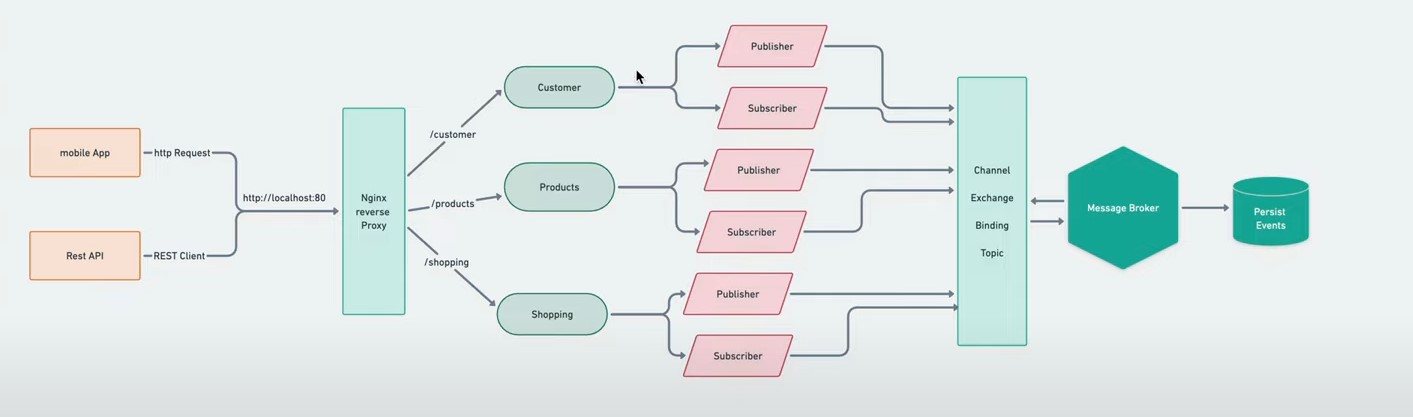 mobile App
http Request
http://localhost:80
Rest API
REST Client
Nginx
reverse
Proxy
/customer
/products
/shopping
Customer
Products
Shopping
Publisher
Subscriber
Publisher
Subscriber
Publisher
Subscriber
Channel
Exchange
Binding
Topic
Message Broker
Persist
Events